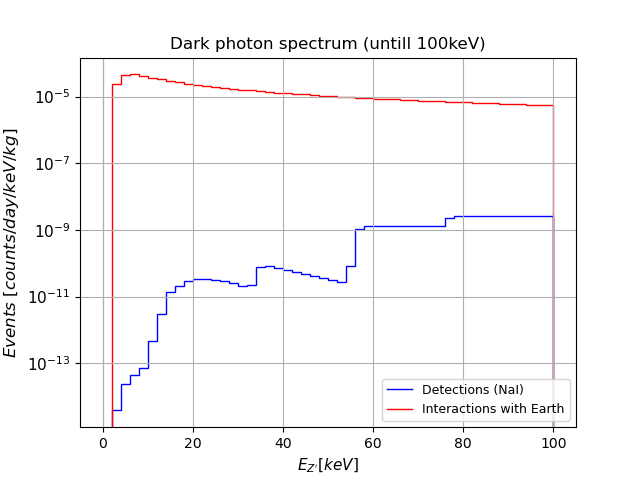 Dark photon spectrum (untill 100keV)
Events [counts/day/keV/kg]
10⁻⁵
10⁻⁷
10⁻⁹
10⁻¹¹
10⁻¹³
Detections (NaI)
Interactions with Earth
0 20 40 60 80 100
E_{Z'}[keV]